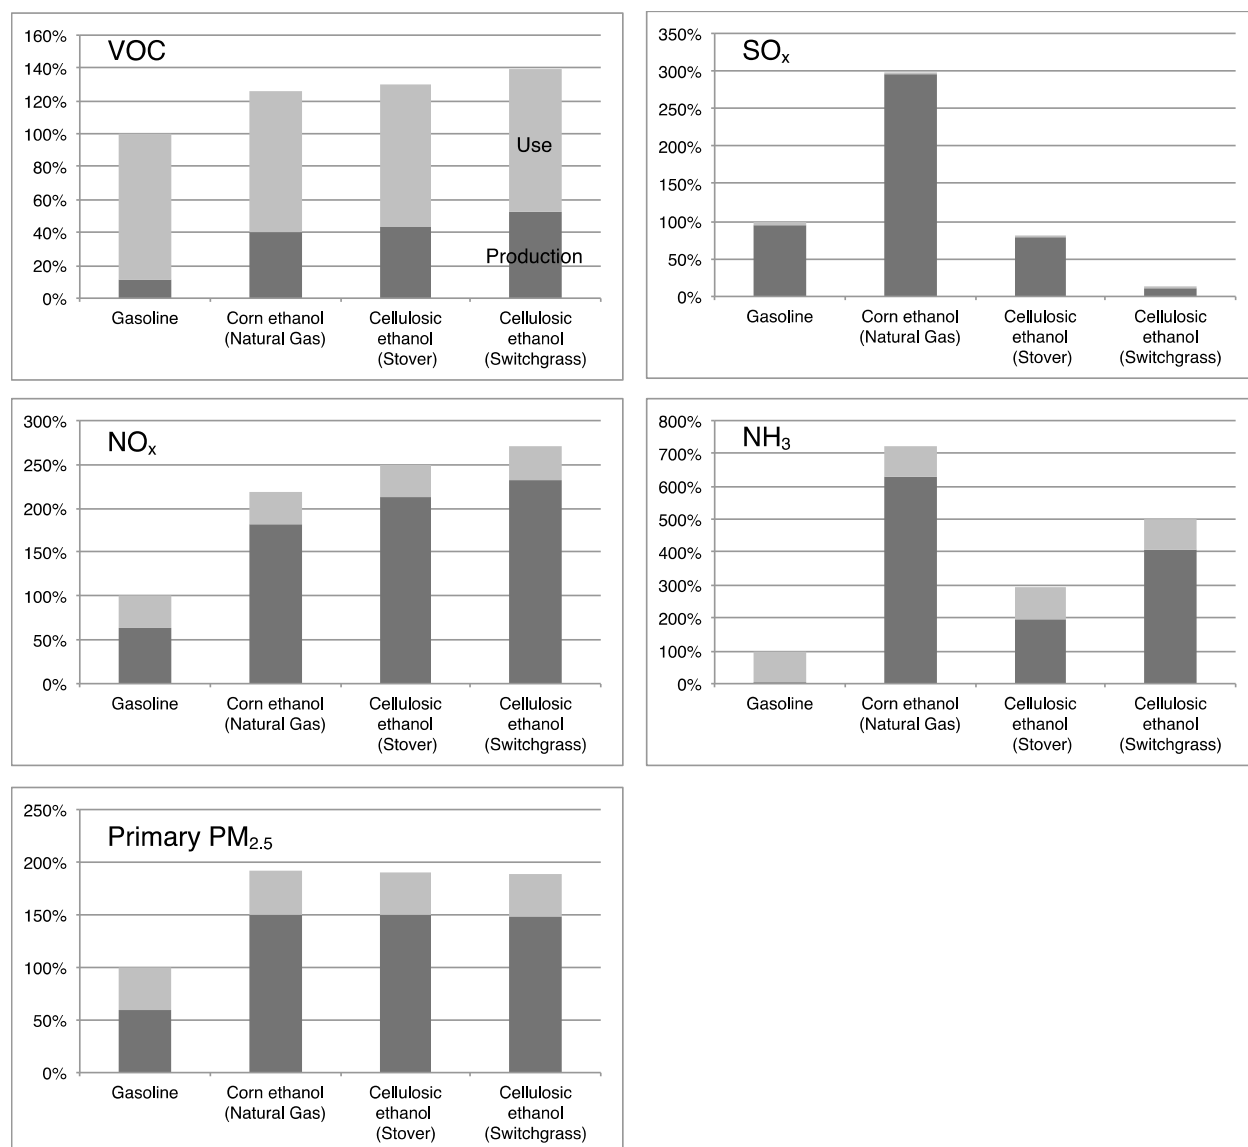 VOC
160%
140%
120%
100%
80%
60%
40%
20%
0%
Use
Production
Gasoline
Corn ethanol
(Natural Gas)
Cellulosic
ethanol
(Stover)
Cellulosic
ethanol
(Switchgrass)
SOx
350%
300%
250%
200%
150%
100%
50%
0%
Gasoline
Corn ethanol
(Natural Gas)
Cellulosic
ethanol
(Stover)
Cellulosic
ethanol
(Switchgrass)
NOx
300%
250%
200%
150%
100%
50%
0%
Gasoline
Corn ethanol
(Natural Gas)
Cellulosic
ethanol
(Stover)
Cellulosic
ethanol
(Switchgrass)
NH3
800%
700%
600%
500%
400%
300%
200%
100%
0%
Gasoline
Corn ethanol
(Natural Gas)
Cellulosic
ethanol
(Stover)
Cellulosic
ethanol
(Switchgrass)
Primary PM2.5
250%
200%
150%
100%
50%
0%
Gasoline
Corn ethanol
(Natural Gas)
Cellulosic
ethanol
(Stover)
Cellulosic
ethanol
(Switchgrass)